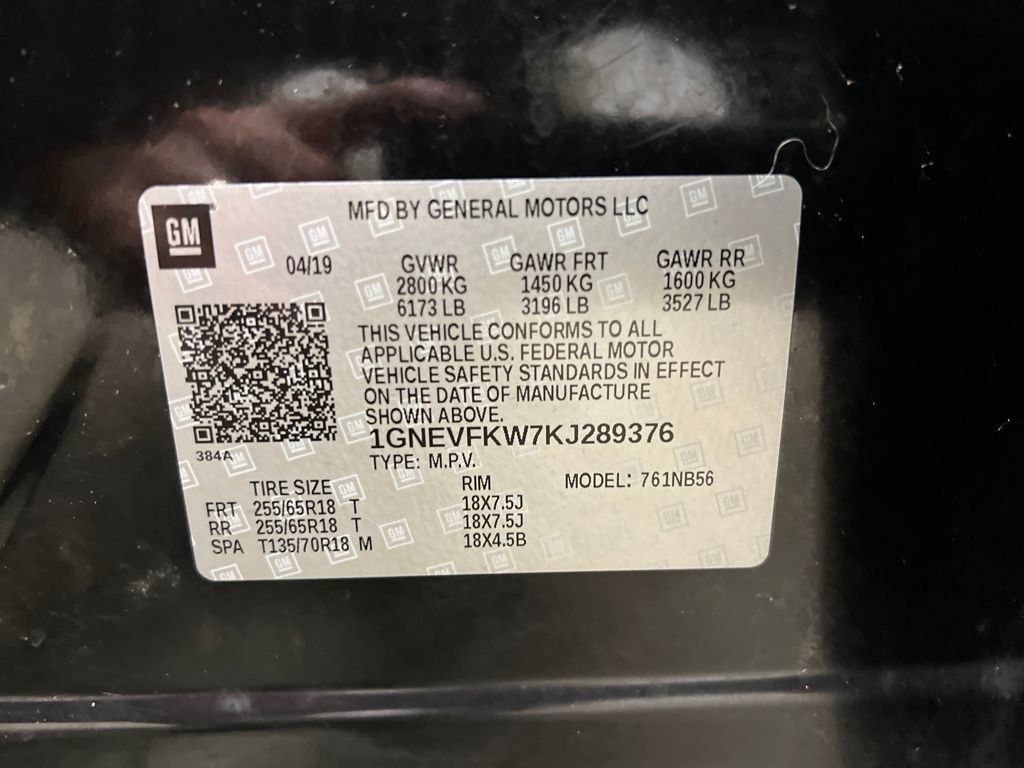 GM
MFD BY GENERAL MOTORS LLC
04/19 GVWR GAWR FRT GAWR RR
2800 KG 1450 KG 1600 KG
6173 LB 3196 LB 3527 LB
THIS VEHICLE CONFORMS TO ALL
APPLICABLE U.S. FEDERAL MOTOR
VEHICLE SAFETY STANDARDS IN EFFECT
ON THE DATE OF MANUFACTURE
SHOWN ABOVE.
1GNEVFKW7KJ289376
384A
TYPE: M.P.V.
TIRE SIZE RIM MODEL: 761NB56
FRT 255/65R18 T 18X7.5J
RR 255/65R18 T 18X7.5J
SPA T135/70R18 M 18X4.5B